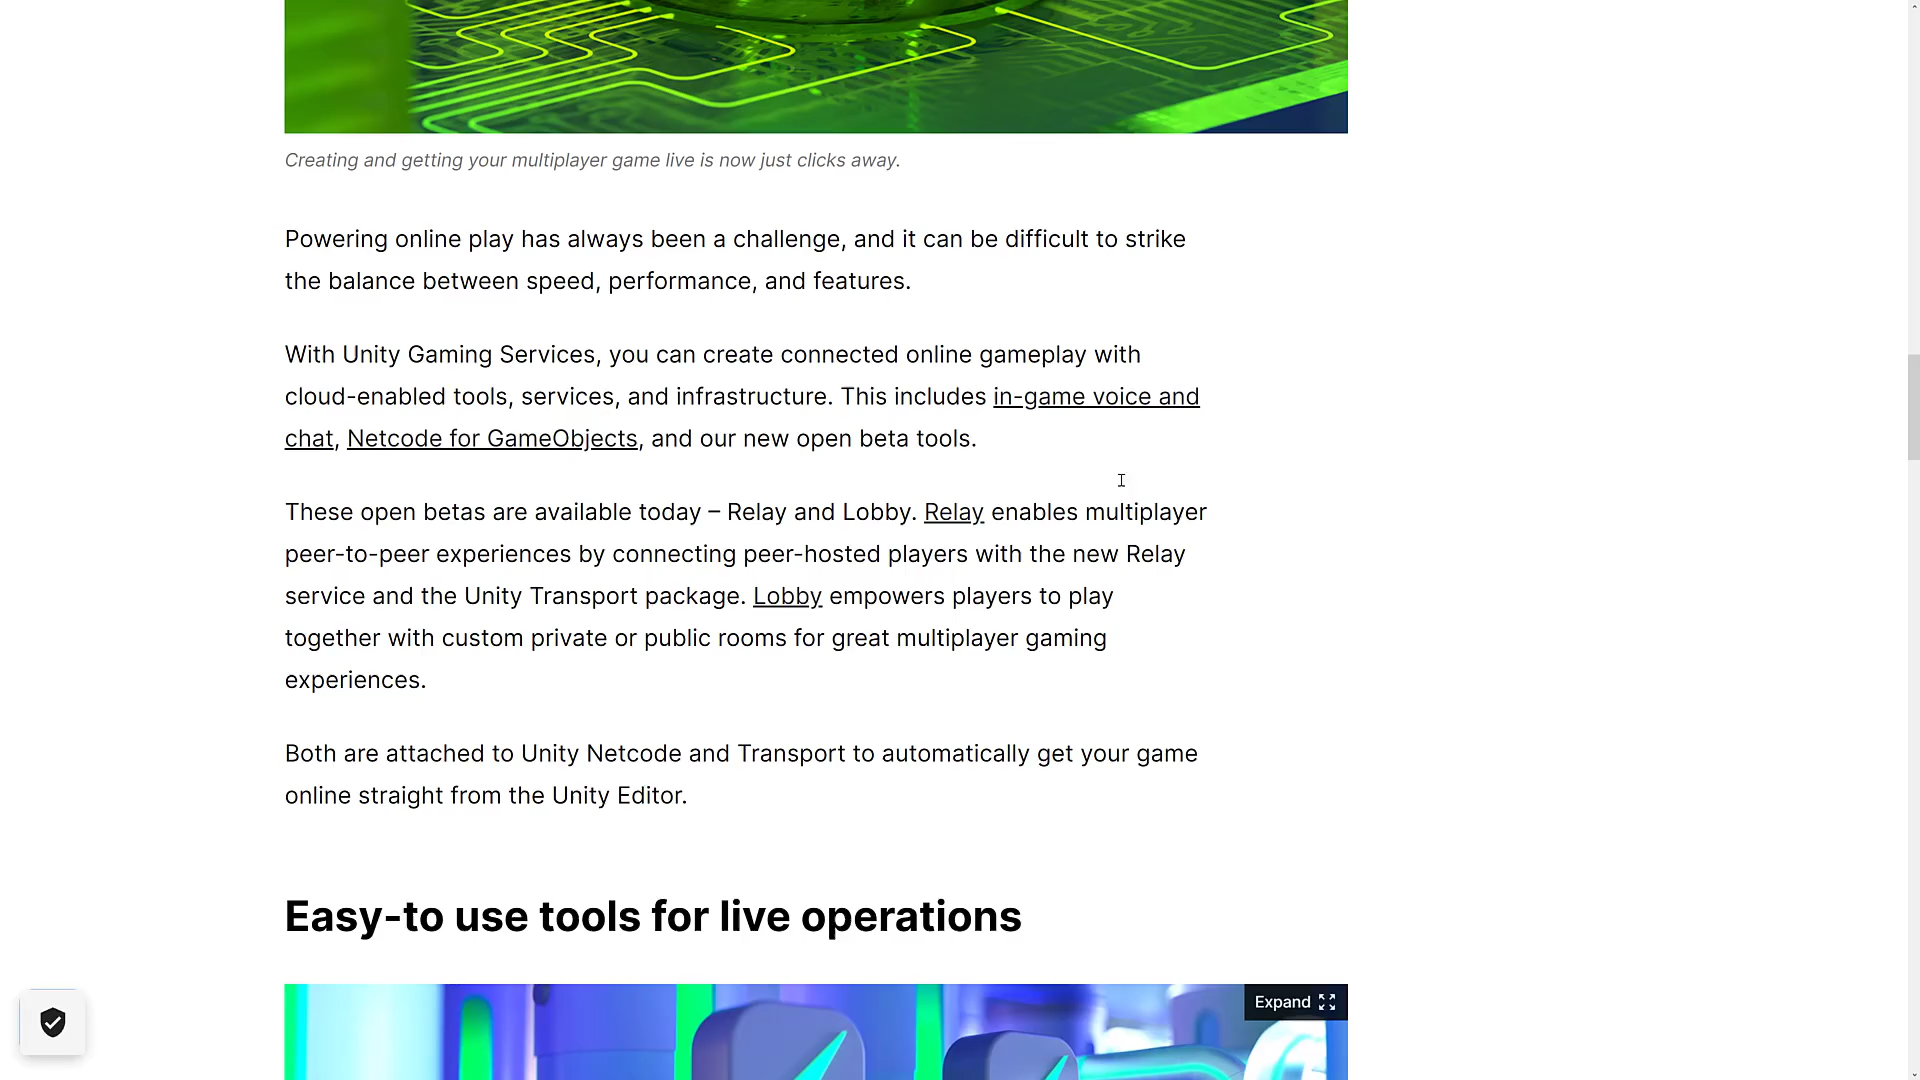 Creating and getting your multiplayer game live is now just clicks away.
Powering online play has always been a challenge, and it can be difficult to strike
the balance between speed, performance, and features.
With Unity Gaming Services, you can create connected online gameplay with
cloud-enabled tools, services, and infrastructure. This includes in-game voice and
chat, Netcode for GameObjects, and our new open beta tools.
These open betas are available today – Relay and Lobby. Relay enables multiplayer
peer-to-peer experiences by connecting peer-hosted players with the new Relay
service and the Unity Transport package. Lobby empowers players to play
together with custom private or public rooms for great multiplayer gaming
experiences.
Both are attached to Unity Netcode and Transport to automatically get your game
online straight from the Unity Editor.
Easy-to use tools for live operations
Expand